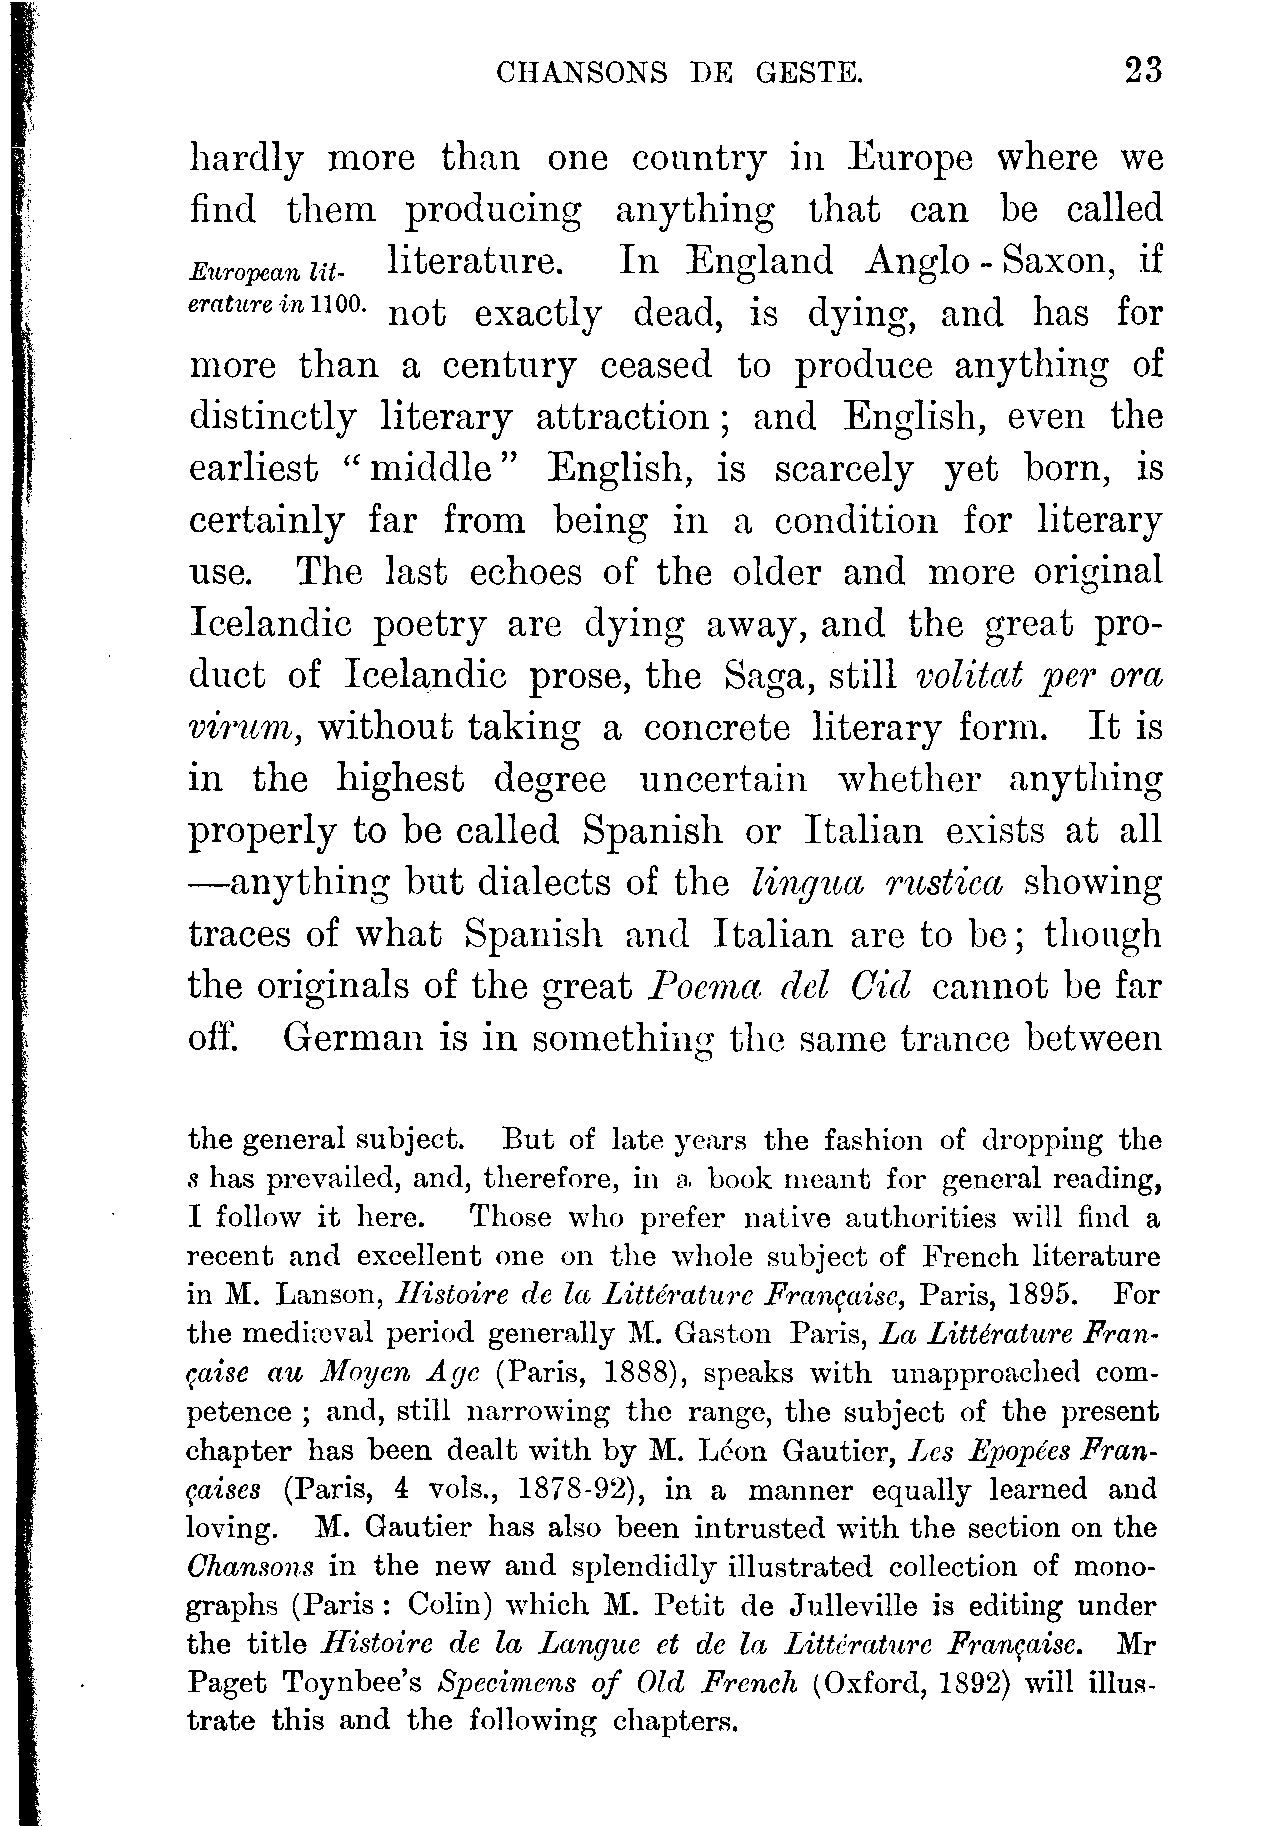 CHANSONS DE GESTE. 23
hardly more than one country in Europe where we
find them producing anything that can be called
European lit- literature. In England Anglo-Saxon, if
erature in 1100. not exactly dead, is dying, and has for
more than a century ceased to produce anything of
distinctly literary attraction; and English, even the
earliest “middle” English, is scarcely yet born, is
certainly far from being in a condition for literary
use. The last echoes of the older and more original
Icelandic poetry are dying away, and the great pro-
duct of Icelandic prose, the Saga, still volitat per ora
virum, without taking a concrete literary form. It is
in the highest degree uncertain whether anything
properly to be called Spanish or Italian exists at all
—anything but dialects of the lingua rustica showing
traces of what Spanish and Italian are to be; though
the originals of the great Poema del Cid cannot be far
off. German is in something the same trance between
the general subject. But of late years the fashion of dropping the
s has prevailed, and, therefore, in a book meant for general reading,
I follow it here. Those who prefer native authorities will find a
recent and excellent one on the whole subject of French literature
in M. Lanson, Histoire de la Littérature Française, Paris, 1895. For
the mediæval period generally M. Gaston Paris, La Littérature Fran-
çaise au Moyen Age (Paris, 1888), speaks with unapproached com-
petence; and, still narrowing the range, the subject of the present
chapter has been dealt with by M. Léon Gautier, Les Epopées Fran-
çaises (Paris, 4 vols., 1878-92), in a manner equally learned and
loving. M. Gautier has also been intrusted with the section on the
Chansons in the new and splendidly illustrated collection of mono-
graphs (Paris: Colin) which M. Petit de Julleville is editing under
the title Histoire de la Langue et de la Littérature Française. Mr
Paget Toynbee's Specimens of Old French (Oxford, 1892) will illus-
trate this and the following chapters.